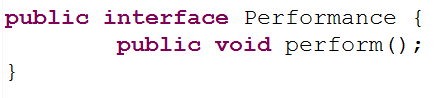 public interface Performance {
        public void perform();
}